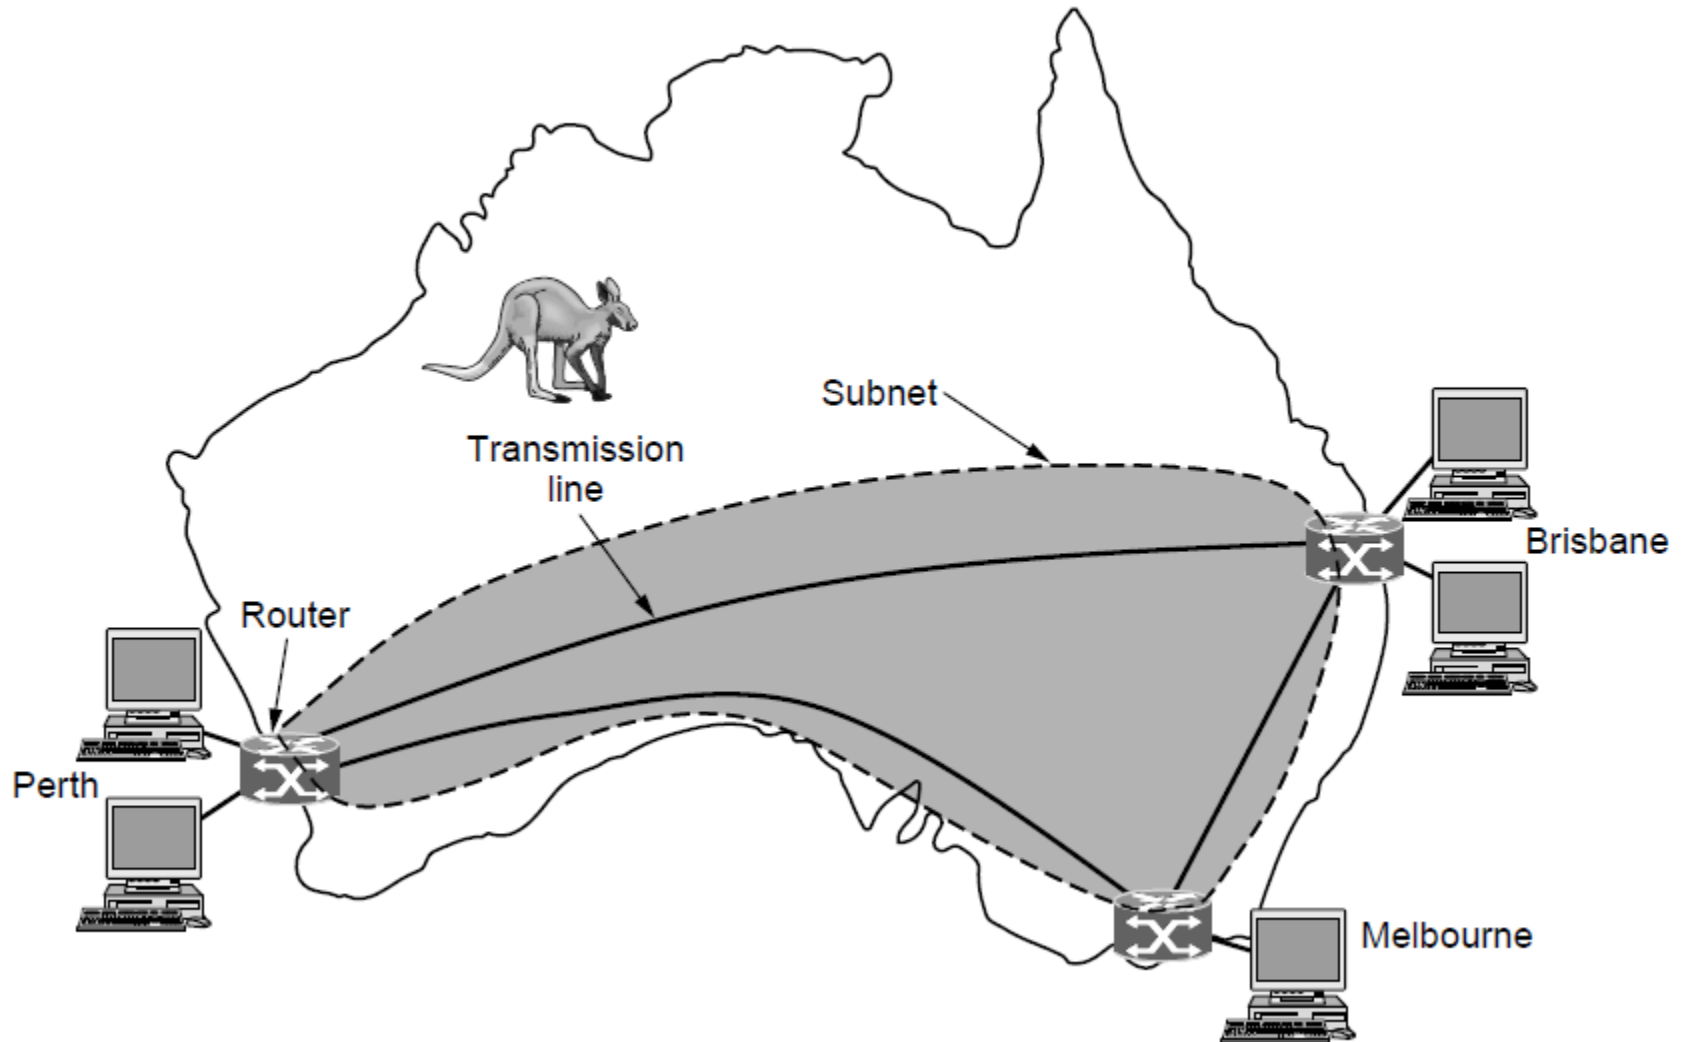 Subnet
Transmission
line
Brisbane
Router
Perth
Melbourne